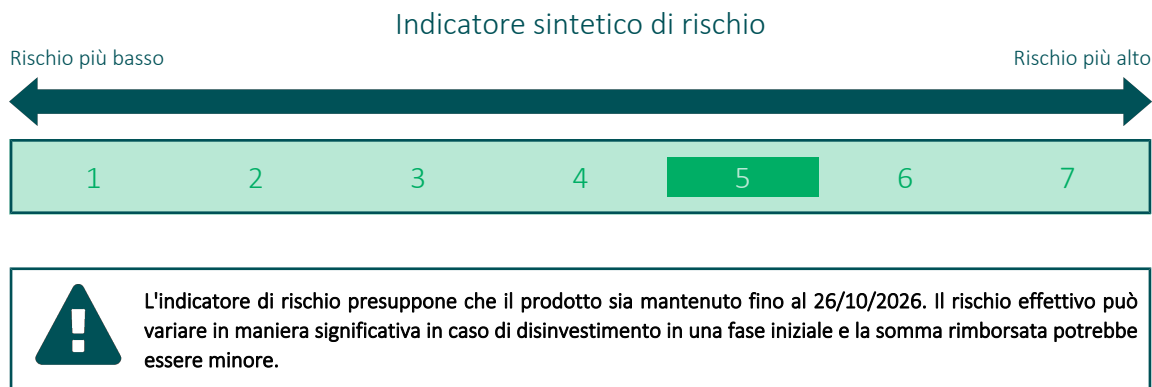 Indicatore sintetico di rischio
Rischio più basso Rischio più alto
1 2 3 4 5 6 7
L'indicatore di rischio presuppone che il prodotto sia mantenuto fino al 26/10/2026. Il rischio effettivo può
variare in maniera significativa in caso di disinvestimento in una fase iniziale e la somma rimborsata potrebbe
essere minore.